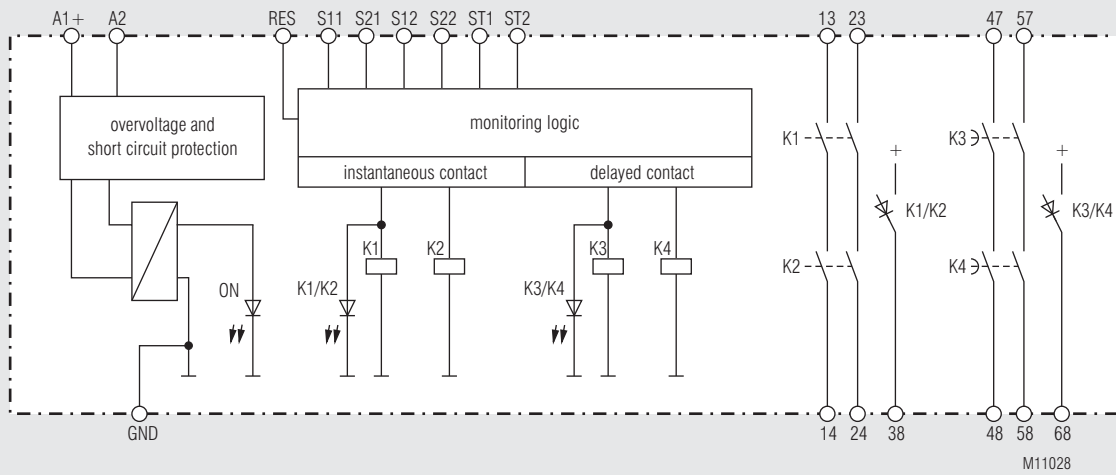 A1+ A2 RES S11 S21 S12 S22 ST1 ST2 13 23 47 57
overvoltage and
short circuit protection
monitoring logic
instantaneous contact delayed contact
K1 K3
+ +
K1/K2 K3/K4
K1 K2 K3 K4
ON K1/K2 K3/K4
K2 K4
GND 14 24 38 48 58 68
M11028